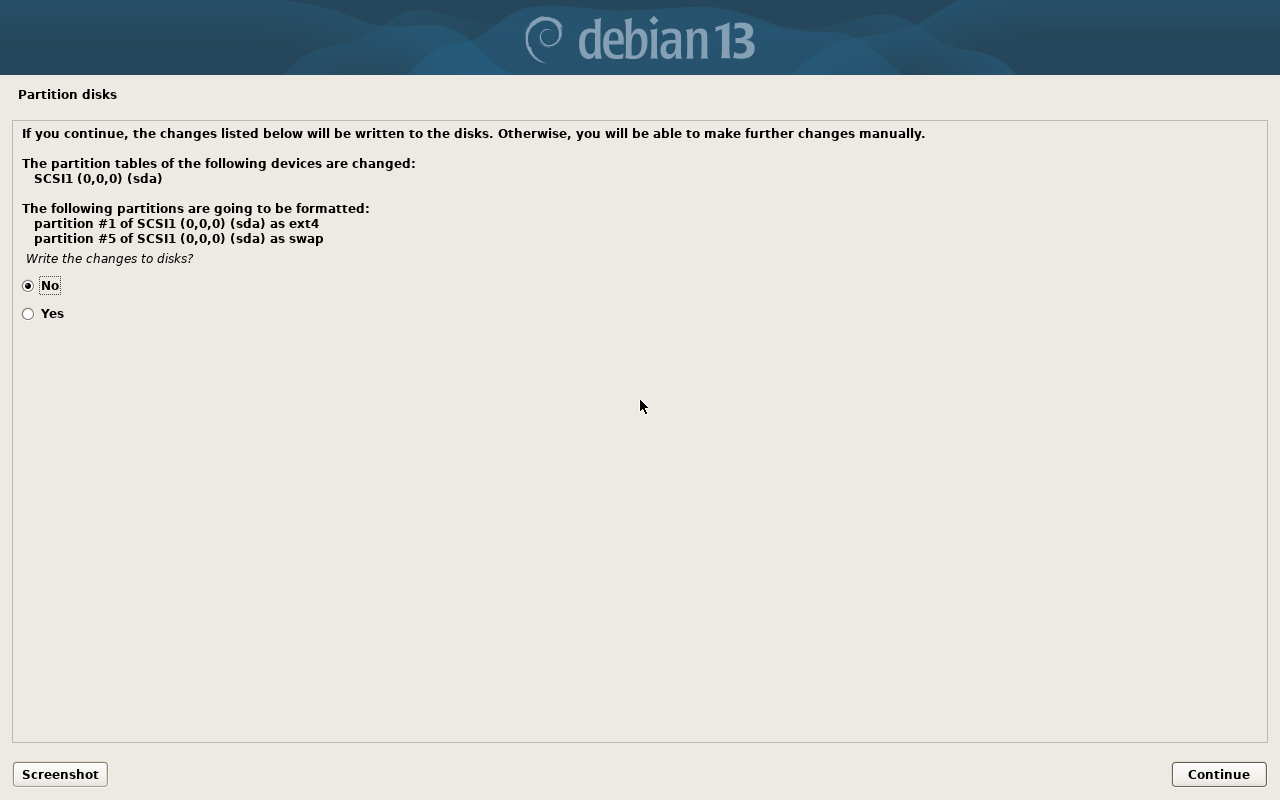 debian 13
Partition disks
If you continue, the changes listed below will be written to the disks. Otherwise, you will be able to make further changes manually.
The partition tables of the following devices are changed:
SCSI1 (0,0,0) (sda)
The following partitions are going to be formatted:
partition #1 of SCSI1 (0,0,0) (sda) as ext4
partition #5 of SCSI1 (0,0,0) (sda) as swap
Write the changes to disks?
No
Yes
Screenshot
Continue